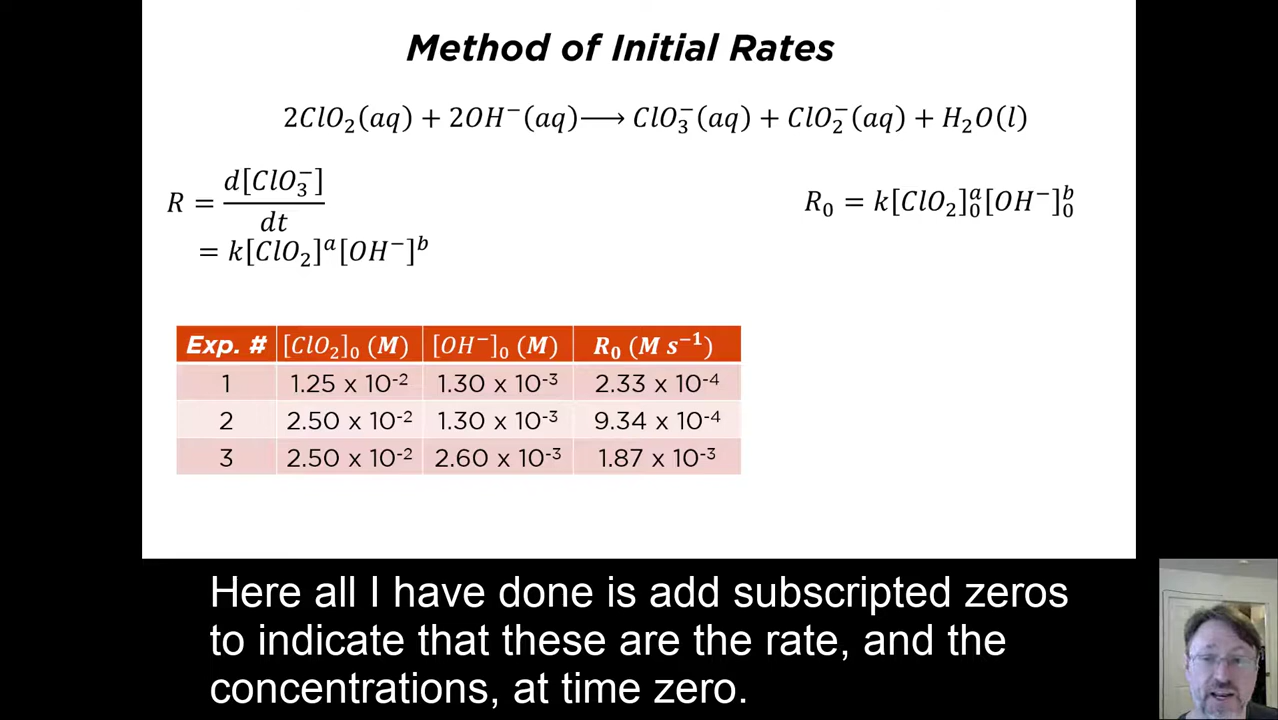 Method of Initial Rates
2ClO₂(aq) + 2OH⁻(aq)⟶ ClO₃⁻(aq) + ClO₂⁻(aq) + H₂O(l)
R = d[ClO₃⁻]/dt
= k[ClO₂]ᵃ[OH⁻]ᵇ
R₀ = k[ClO₂]₀ᵃ[OH⁻]₀ᵇ
Exp. # [ClO₂]₀ (M) [OH⁻]₀ (M) R₀ (M s⁻¹)
1 1.25 x 10⁻² 1.30 x 10⁻³ 2.33 x 10⁻⁴
2 2.50 x 10⁻² 1.30 x 10⁻³ 9.34 x 10⁻⁴
3 2.50 x 10⁻² 2.60 x 10⁻³ 1.87 x 10⁻³
Here all I have done is add subscripted zeros
to indicate that these are the rate, and the
concentrations, at time zero.